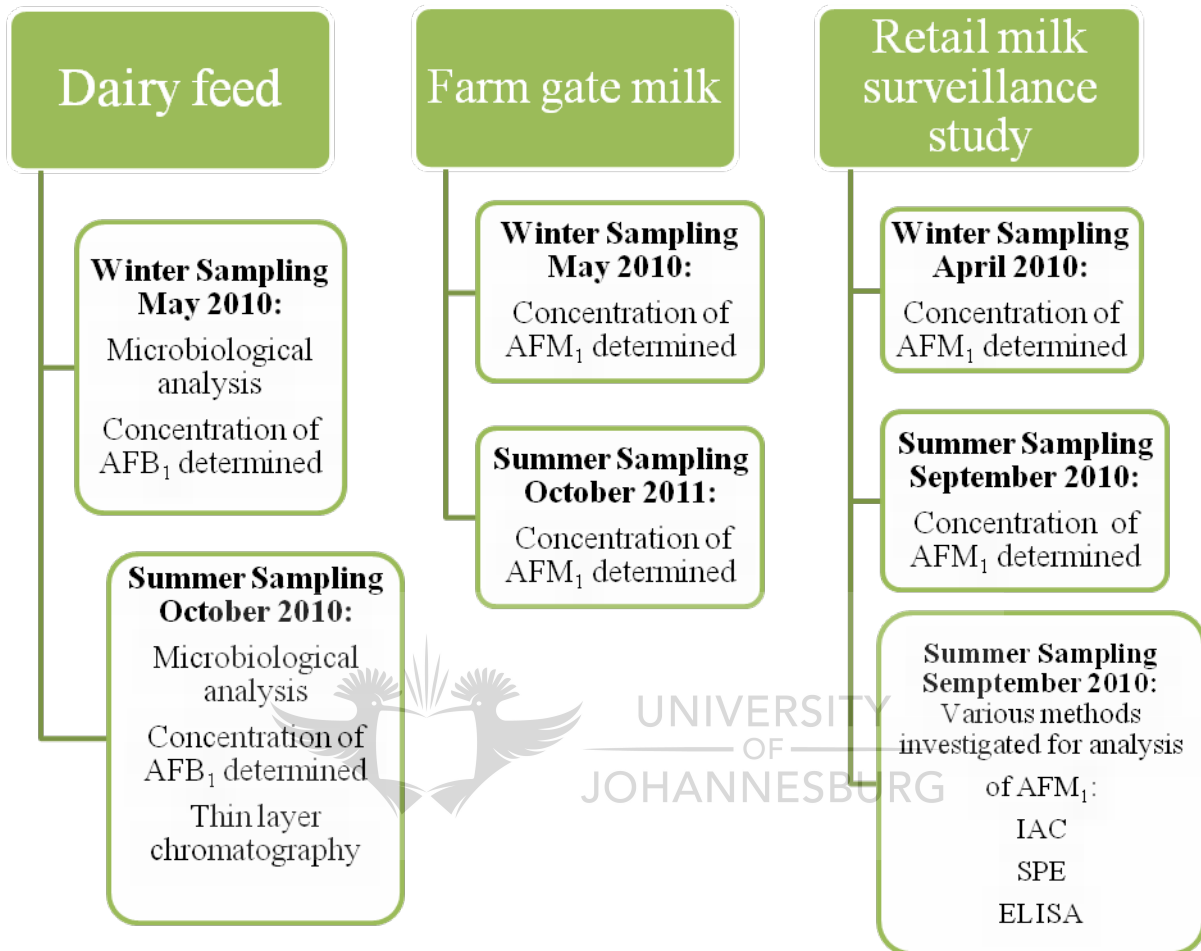 Dairy feed
Winter Sampling
May 2010:
Microbiological
analysis
Concentration of
AFB₁ determined
Summer Sampling
October 2010:
Microbiological
analysis
Concentration of
AFB₁ determined
Thin layer
chromatography
Farm gate milk
Winter Sampling
May 2010:
Concentration of
AFM₁ determined
Summer Sampling
October 2011:
Concentration of
AFM₁ determined
Retail milk
surveillance
study
Winter Sampling
April 2010:
Concentration of
AFM₁ determined
Summer Sampling
September 2010:
Concentration of
AFM₁ determined
Summer Sampling
Semptember 2010:
Various methods
investigated for analysis
of AFM₁:
IAC
SPE
ELISA
UNIVERSITY
OF
JOHANNESBURG